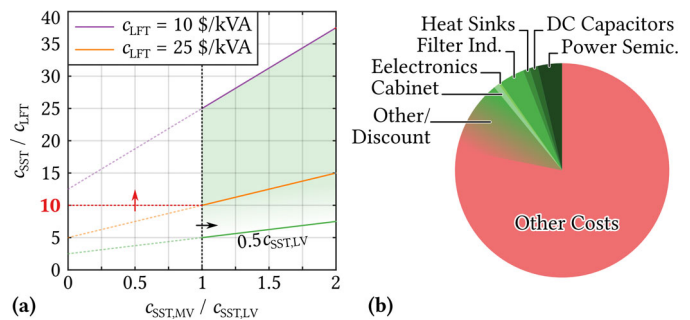 40
35
30
25
20
15
10
5
0
c_SST / c_LFT
c_LFT = 10 $/kVA
c_LFT = 25 $/kVA
0.5c_SST,LV
0
0.5
1
1.5
2
c_SST,MV / c_SST,LV
(a)
Heat Sinks
DC Capacitors
Filter Ind.
Power Semic.
Eelectronics
Cabinet
Other/
Discount
Other Costs
(b)